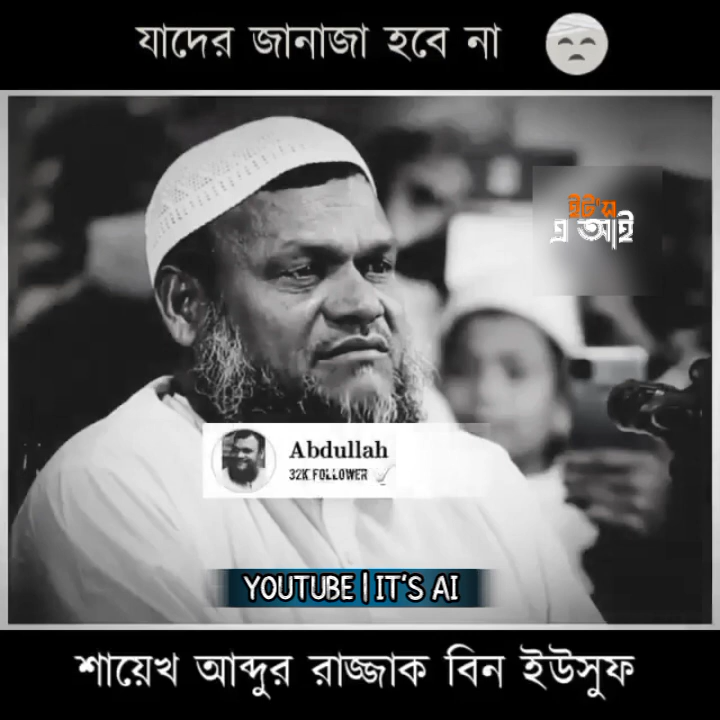 যাদের জানাজা হবে না
ইট'স
এ আই
Abdullah
32K FOLLOWER
YOUTUBE | IT'S AI
শায়েখ আব্দুর রাজ্জাক বিন ইউসুফ